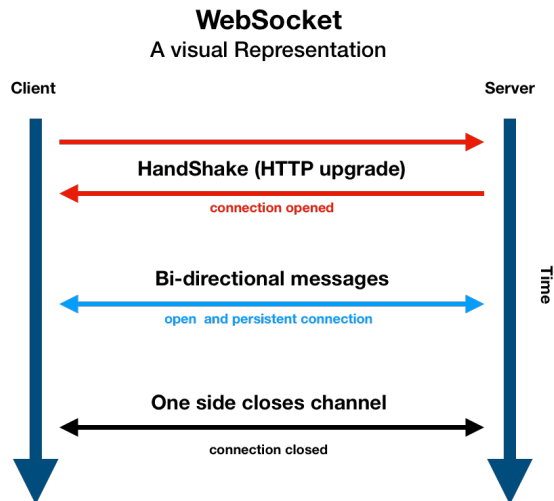 WebSocket
A visual Representation
Client
Server
HandShake (HTTP upgrade)
connection opened
Time
Bi-directional messages
open and persistent connection
One side closes channel
connection closed